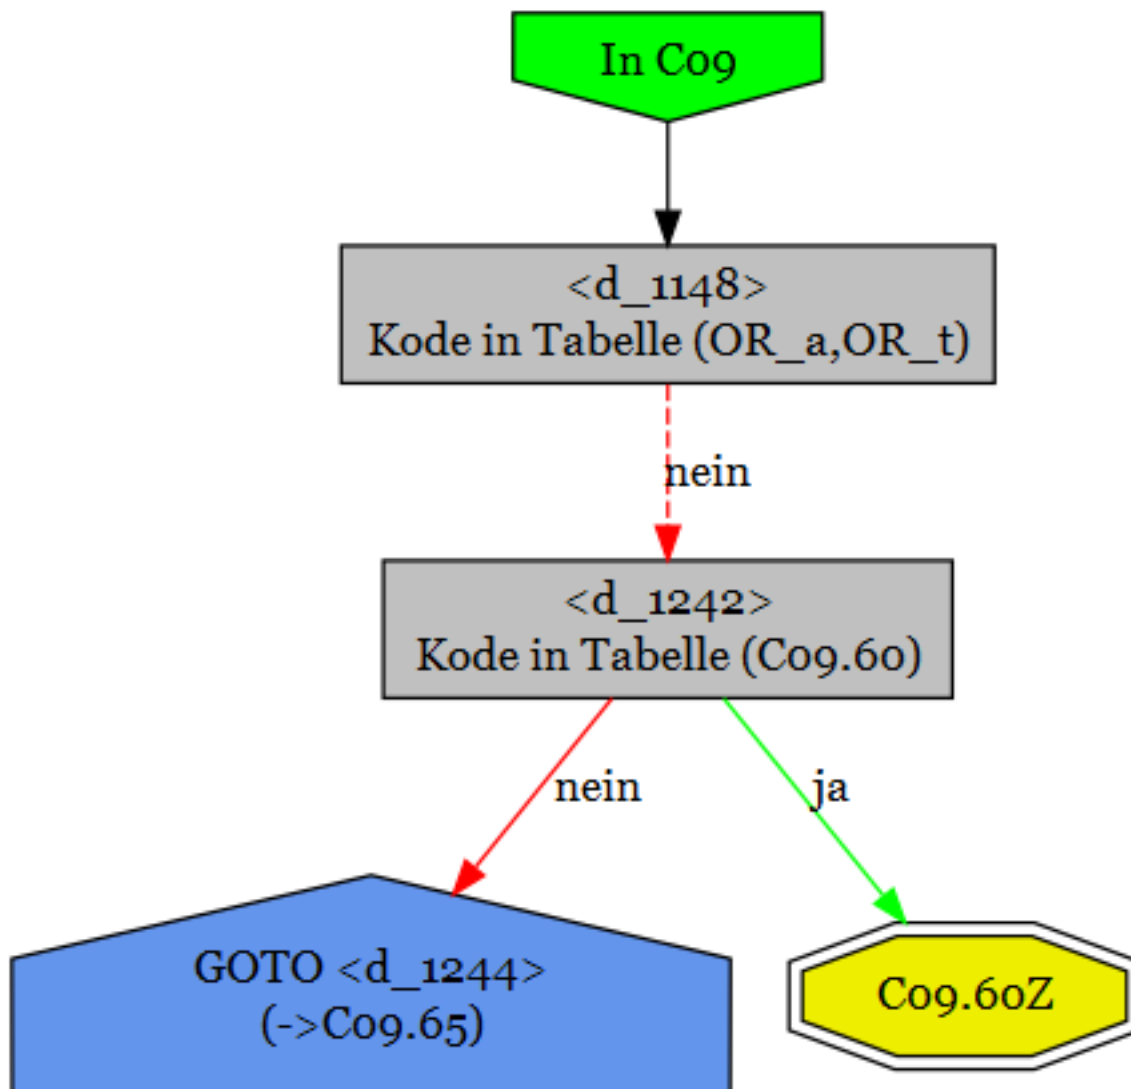 In C09
<d_1148>
Kode in Tabelle (OR_a,OR_t)
nein
<d_1242>
Kode in Tabelle (C09.60)
nein
ja
GOTO <d_1244>
(->C09.65)
C09.60Z